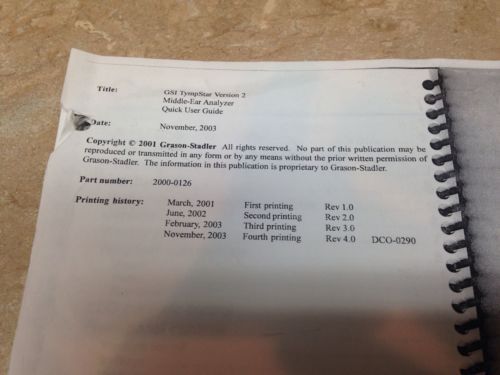 Title: GSI TympStar Version 2
Middle-Ear Analyzer
Quick User Guide
Date: November, 2003
Copyright © 2001 Grason-Stadler All rights reserved. No part of this publication may be
reproduced or transmitted in any form or by any means without the prior written permission of
Grason-Stadler. The information in this publication is proprietary to Grason-Stadler.
Part number: 2000-0126
Printing history: March, 2001 First printing Rev 1.0
June, 2002 Second printing Rev 2.0
February, 2003 Third printing Rev 3.0
November, 2003 Fourth printing Rev 4.0 DCO-0290